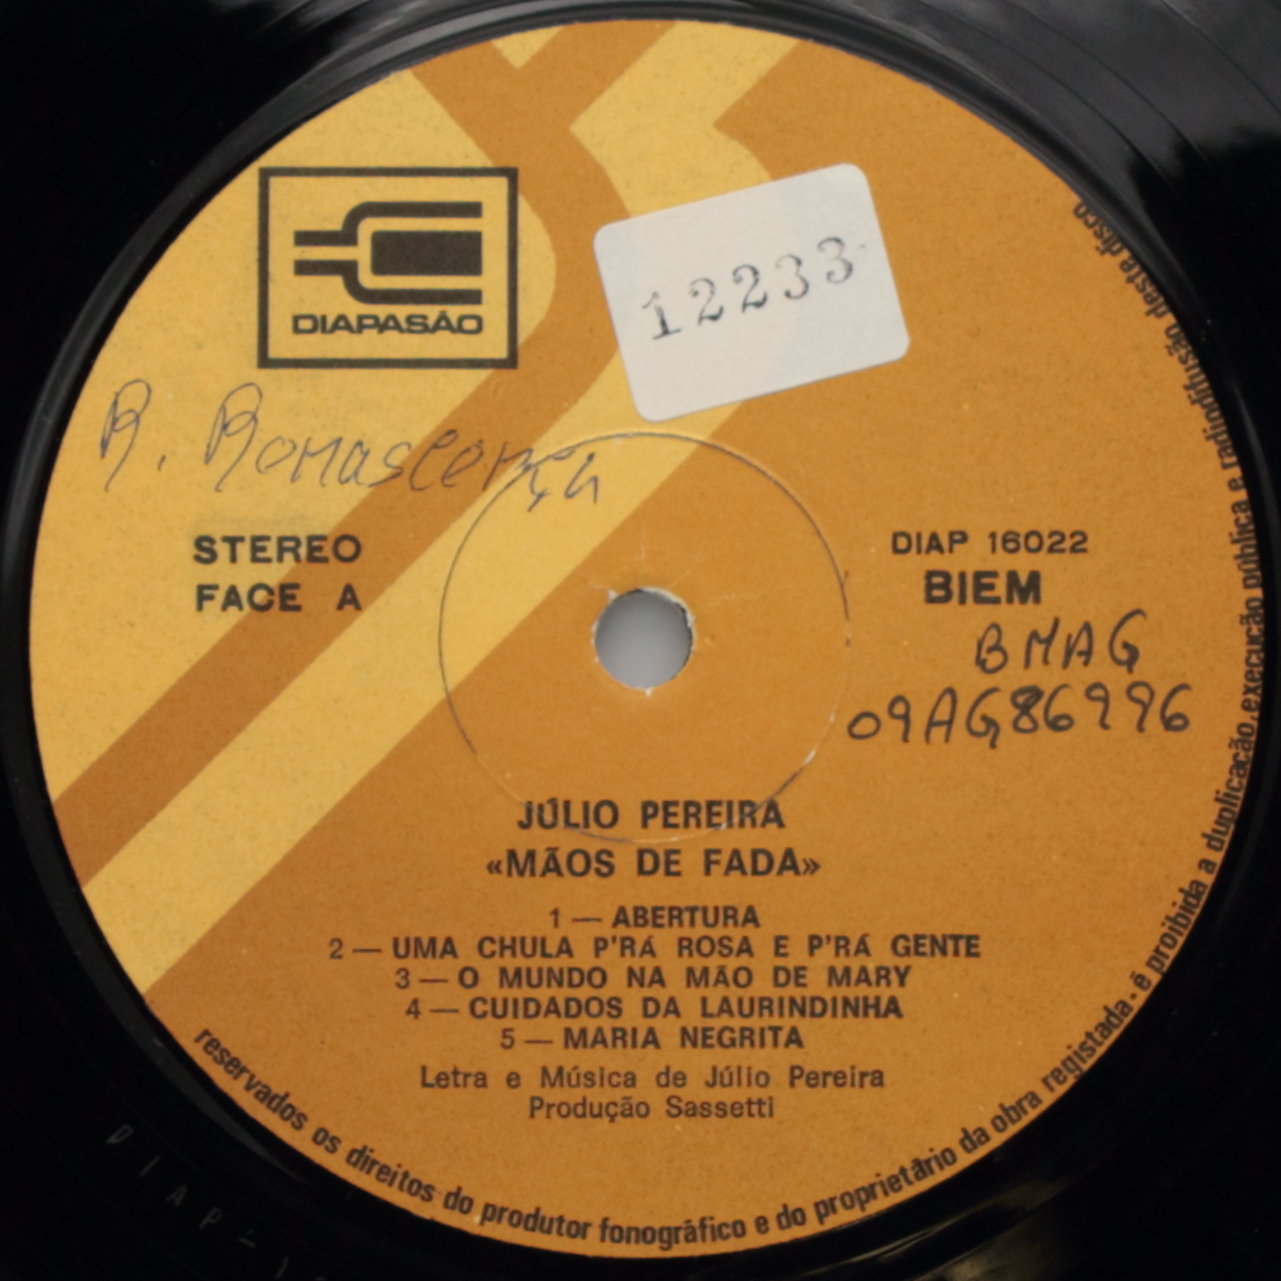 DIAPASÃO
12233
STEREO
FACE A
DIAP 16022
BIEM
BMAG
09AG86996
JÚLIO PEREIRA
«MÃOS DE FADA»
1 — ABERTURA
2 — UMA CHULA P'RÁ ROSA E P'RÁ GENTE
3 — O MUNDO NA MÃO DE MARY
4 — CUIDADOS DA LAURINDINHA
5 — MARIA NEGRITA
Letra e Música de Júlio Pereira
Produção Sassetti
reservados os direitos do produtor fonográfico e do proprietário da obra registada - é proibida a duplicação, execução pública e radiodifusão deste disco